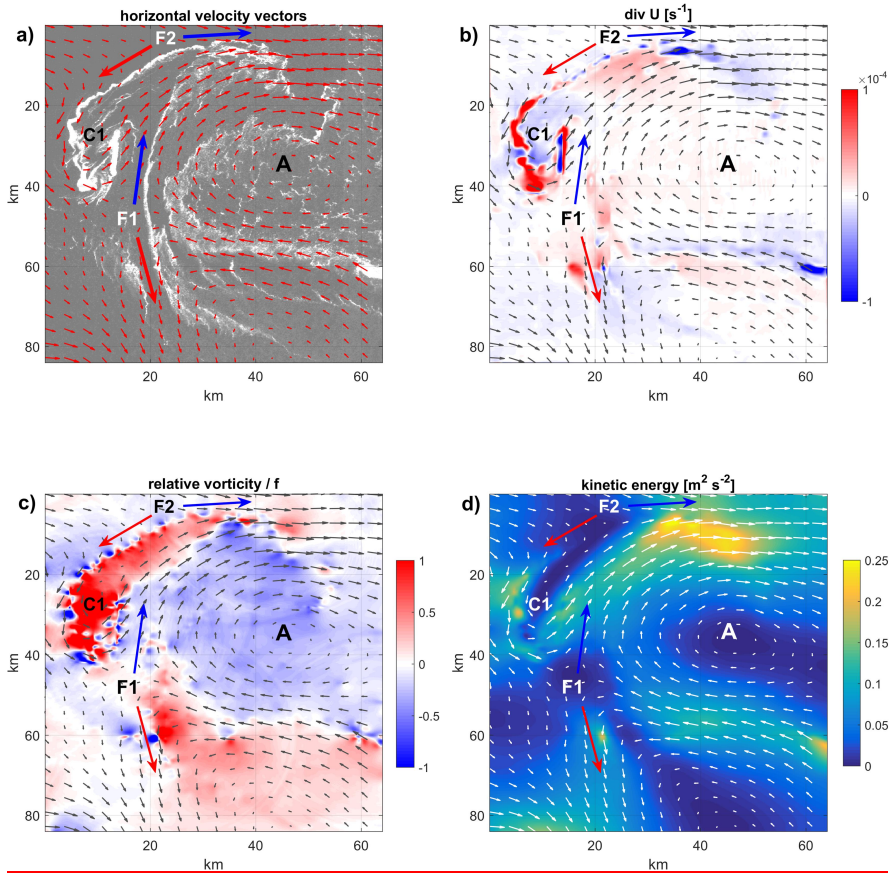 horizontal velocity vectors
a)
F2
C1
A
F1
20
40
60
80
km
20
40
60
km
div U [s⁻¹]
b)
F2
C1
A
F1
20
40
60
80
km
20
40
60
km
×10⁻⁴
1
0
-1
relative vorticity / f
c)
F2
C1
A
F1
20
40
60
80
km
20
40
60
km
1
0.5
0
-0.5
-1
kinetic energy [m² s⁻²]
d)
F2
C1
A
F1
20
40
60
80
km
20
40
60
km
0.25
0.2
0.15
0.1
0.05
0